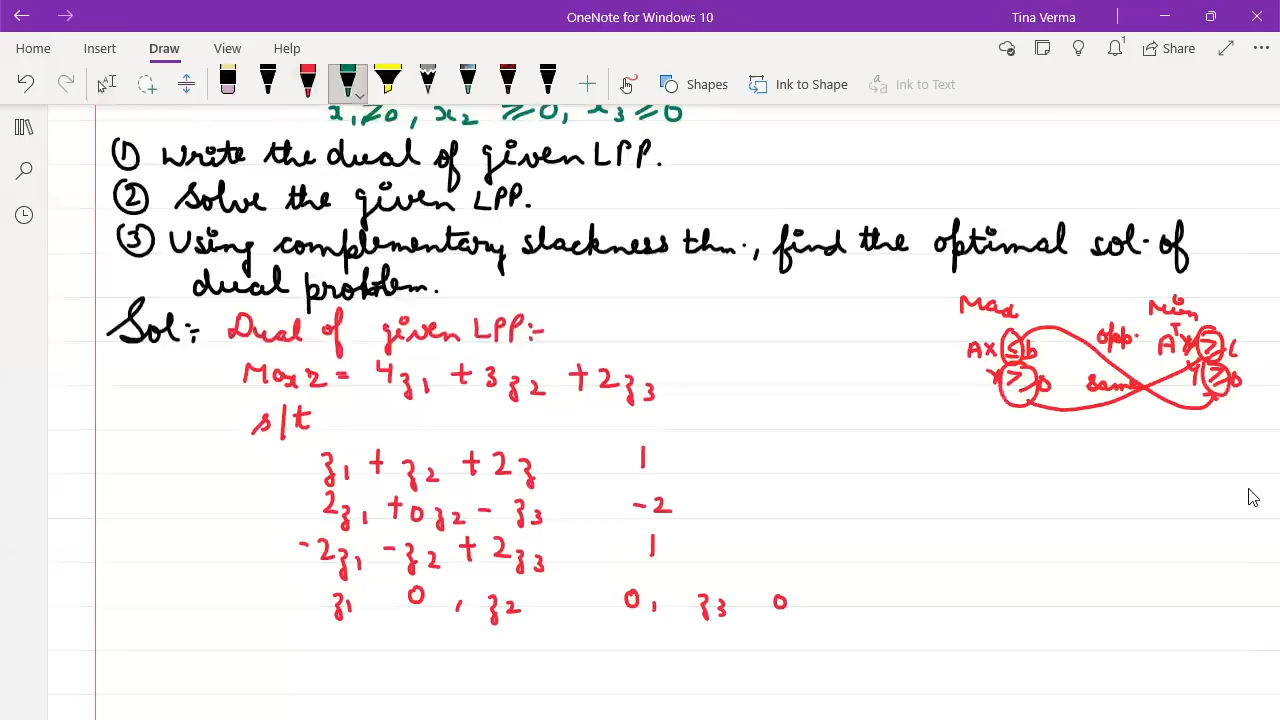 OneNote for Windows 10
Tina Verma
Home Insert Draw View Help
1
Share
Shapes
Ink to Shape
Ink to Text
x₁≥0, x₂ ≥0, x₃≥0
① Write the dual of given LPP.
② Solve the given LPP.
③ Using complementary slackness thm., find the optimal sol. of
dual problem.
Sol:- Dual of given LPP:-
Max z = 4z₁ + 3z₂ + 2z₃
s/t
z₁ + z₂ + 2z 1
2z₁ + 0z₂ - z₃ -2
-2z₁ - z₂ + 2z₃ 1
z₁ 0, z₂ 0, z₃ 0
Max Min
AX ≤ b opp. AᵀY ≥ C
X ≥ 0 Same Y ≥ 0